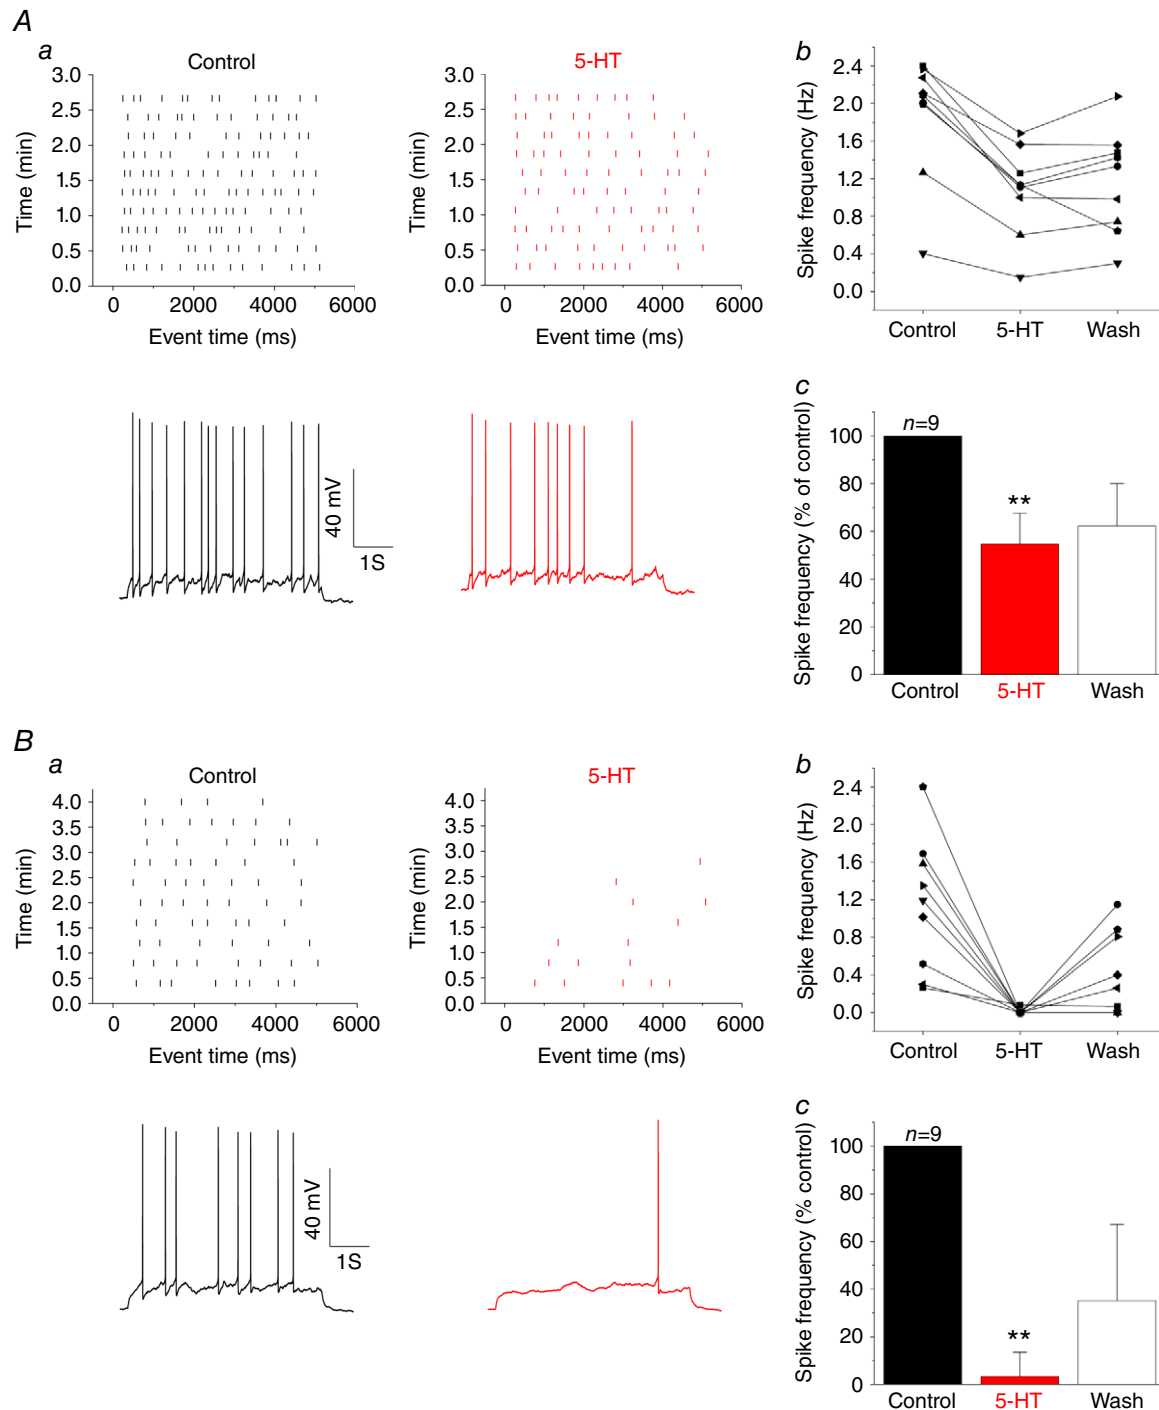 A
a
Control
5-HT
b
3.0
2.5
2.0
1.5
1.0
0.5
0.0
Time (min)
0 2000 4000 6000
Event time (ms)
3.0
2.5
2.0
1.5
1.0
0.5
0.0
Time (min)
0 2000 4000 6000
Event time (ms)
2.4
2.0
1.6
1.2
0.8
0.4
0.0
Spike frequency (Hz)
Control 5-HT Wash
40 mV
1S
c
n=9
100
80
60
40
20
0
Spike frequency (% of control)
**
Control 5-HT Wash
B
a
Control
5-HT
b
4.0
3.5
3.0
2.5
2.0
1.5
1.0
0.5
0.0
Time (min)
0 2000 4000 6000
Event time (ms)
4.0
3.5
3.0
2.5
2.0
1.5
1.0
0.5
0.0
Time (min)
0 2000 4000 6000
Event time (ms)
2.4
2.0
1.6
1.2
0.8
0.4
0.0
Spike frequency (Hz)
Control 5-HT Wash
40 mV
1S
c
n=9
100
80
60
40
20
0
Spike frequency (% control)
**
Control 5-HT Wash